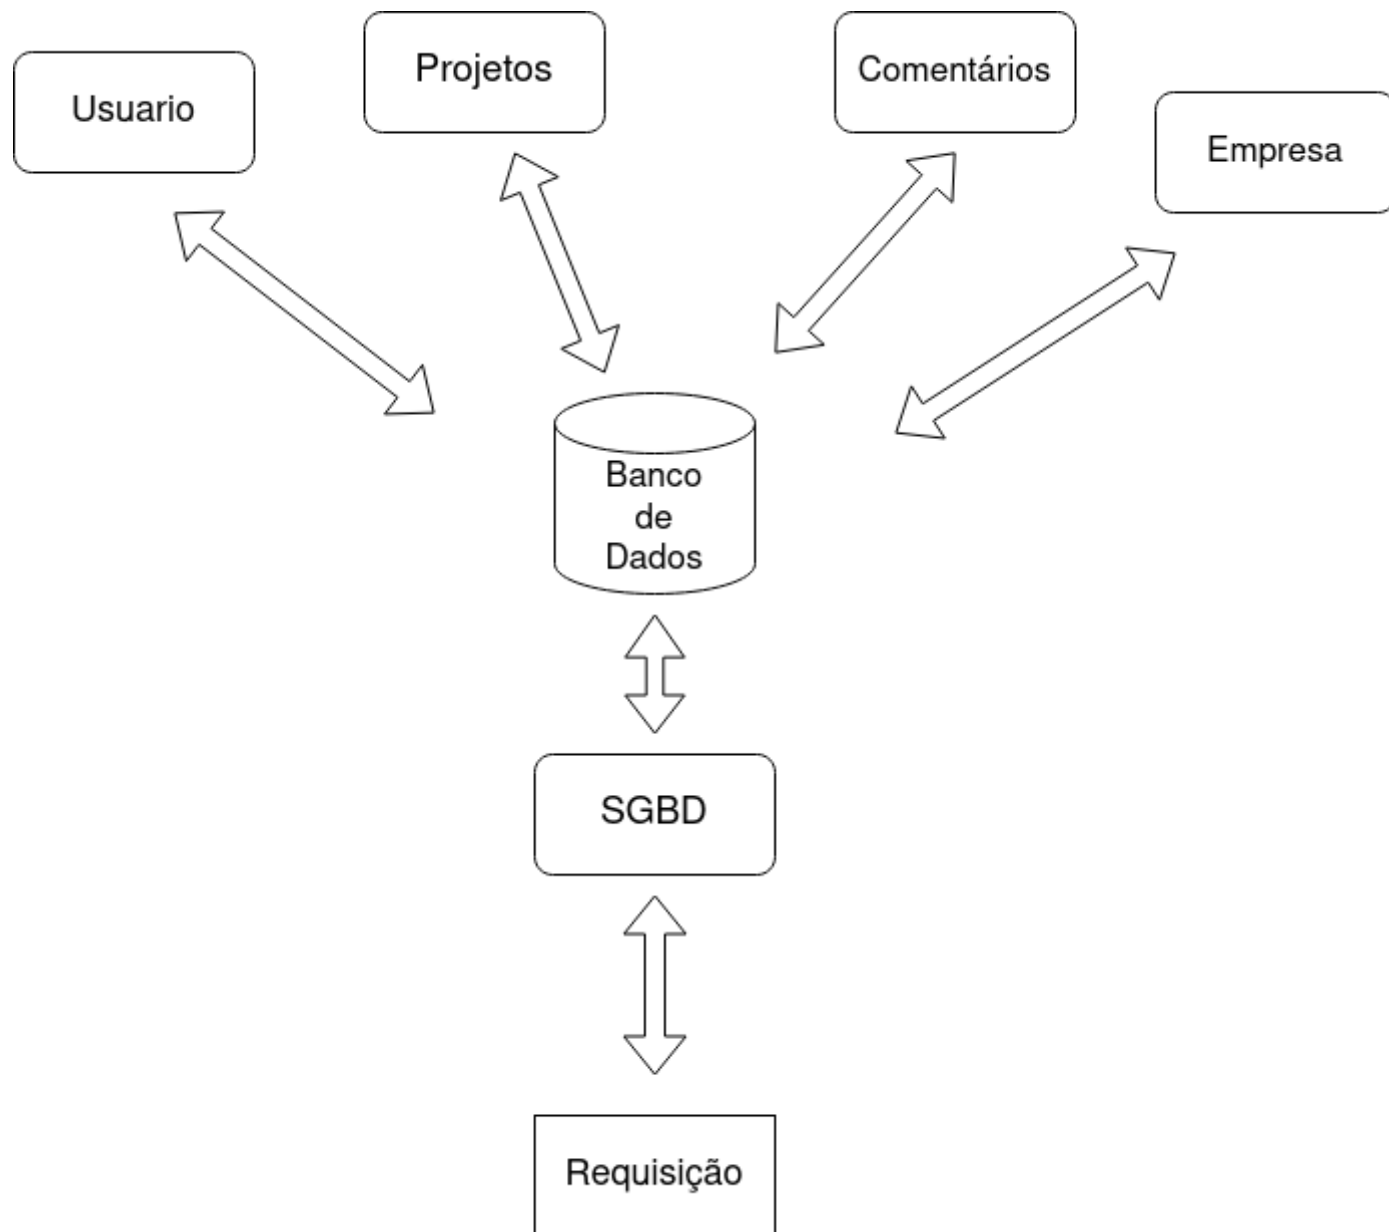 Usuario
Projetos
Comentários
Empresa
Banco
de
Dados
SGBD
Requisição